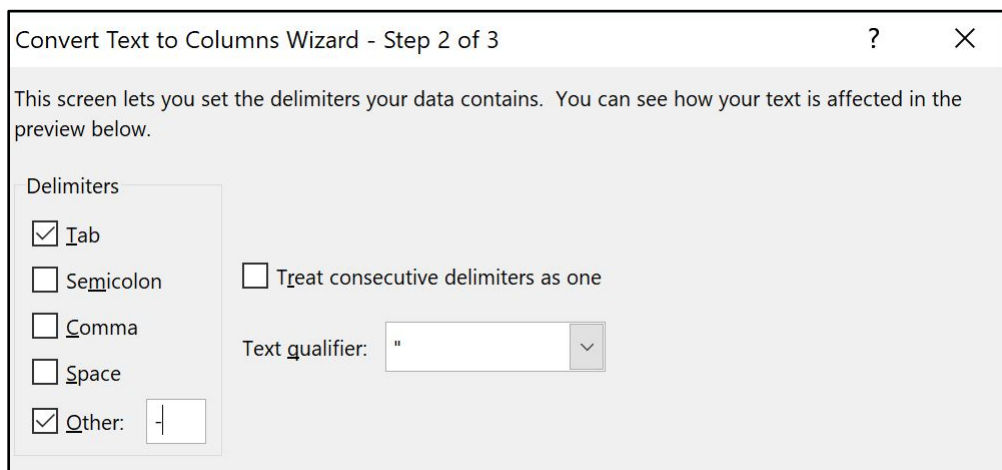 Convert Text to Columns Wizard - Step 2 of 3 ? ×
This screen lets you set the delimiters your data contains.  You can see how your text is affected in the
preview below.
Delimiters
Tab
Semicolon
Comma
Space
Other: -
Treat consecutive delimiters as one
Text qualifier: "